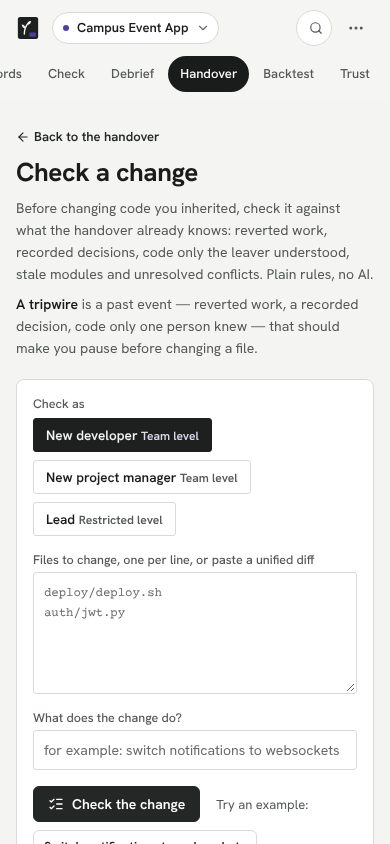 Campus Event App
Check Debrief Handover Backtest Trust
Back to the handover
Check a change
Before changing code you inherited, check it against
what the handover already knows: reverted work,
recorded decisions, code only the leaver understood,
stale modules and unresolved conflicts. Plain rules, no AI.
A tripwire is a past event — reverted work, a recorded
decision, code only one person knew — that should
make you pause before changing a file.
Check as
New developer Team level
New project manager Team level
Lead Restricted level
Files to change, one per line, or paste a unified diff
deploy/deploy.sh
auth/jwt.py
What does the change do?
for example: switch notifications to websockets
Check the change Try an example: